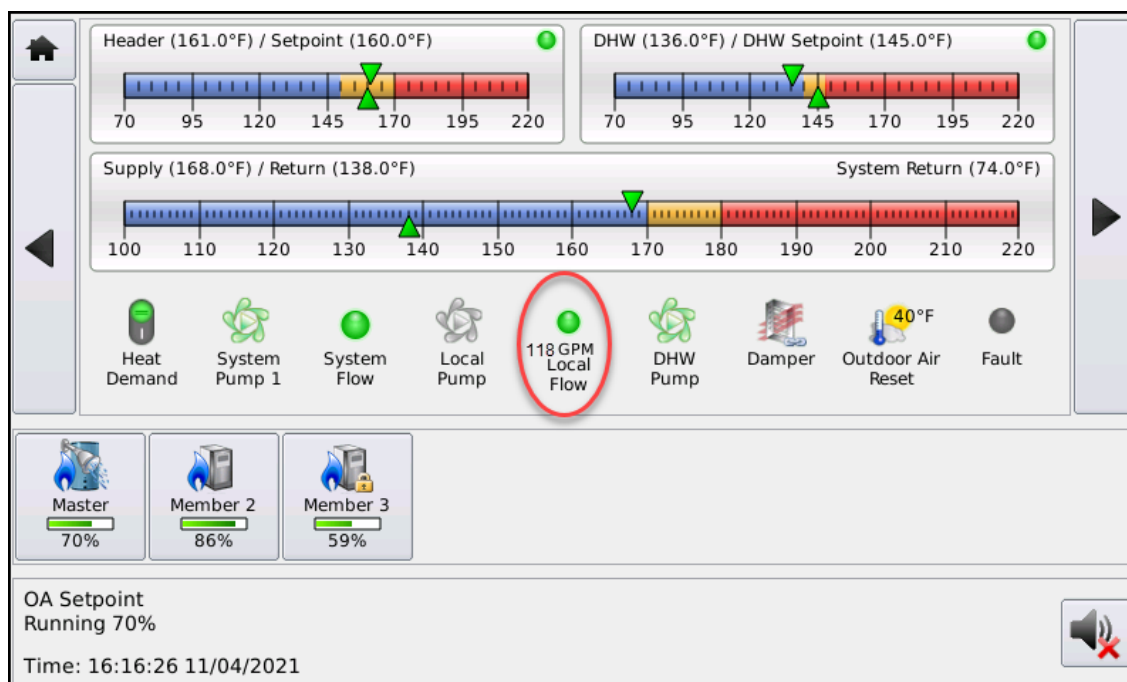 Header (161.0°F) / Setpoint (160.0°F)
70 95 120 145 170 195 220
DHW (136.0°F) / DHW Setpoint (145.0°F)
70 95 120 145 170 195 220
Supply (168.0°F) / Return (138.0°F) System Return (74.0°F)
100 110 120 130 140 150 160 170 180 190 200 210 220
Heat
Demand
System
Pump 1
System
Flow
Local
Pump
118 GPM
Local
Flow
DHW
Pump
Damper
40°F
Outdoor Air
Reset
Fault
Master
70%
Member 2
86%
Member 3
59%
OA Setpoint
Running 70%
Time: 16:16:26 11/04/2021